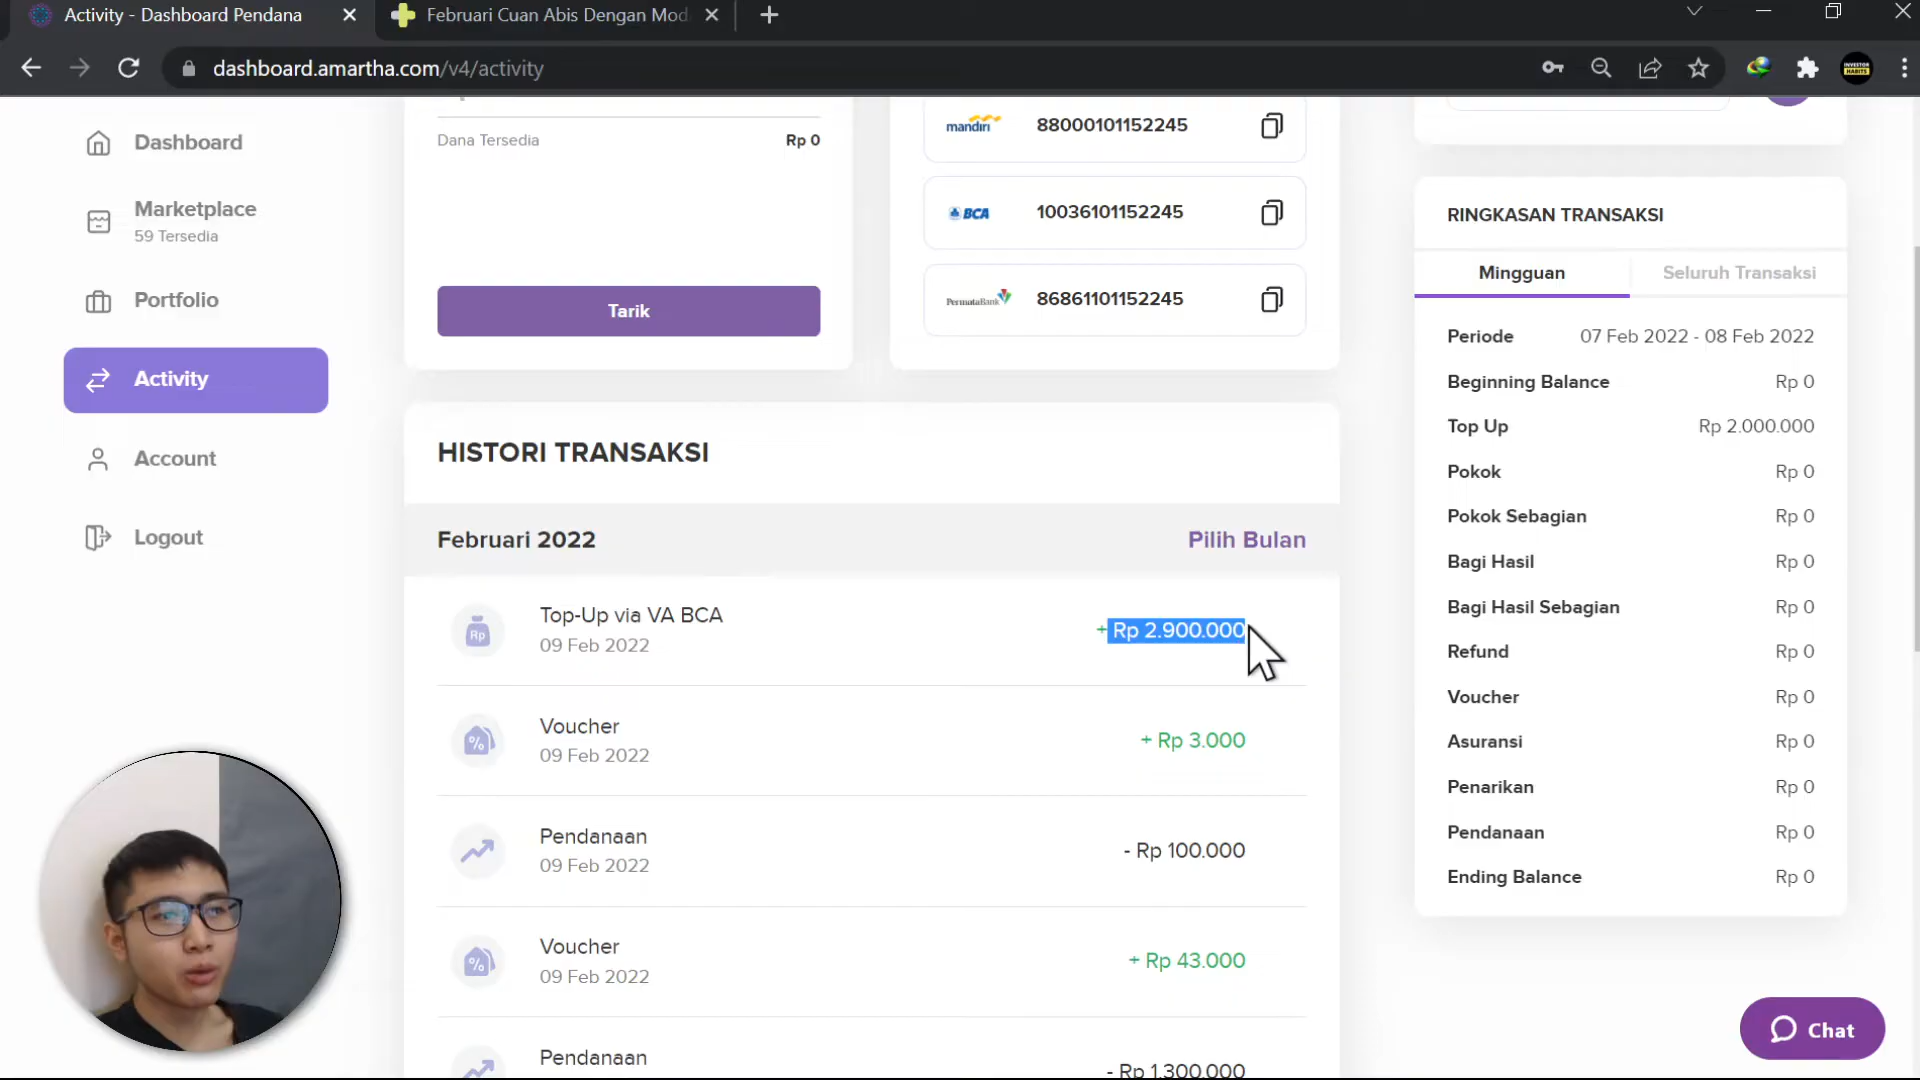 Activity - Dashboard Pendana
Februari Cuan Abis Dengan Mod
dashboard.amartha.com/v4/activity
INVESTOR
HABITS
Dashboard
Marketplace
59 Tersedia
Portfolio
Activity
Account
Logout
Dana Tersedia Rp 0
Tarik
mandiri 88000101152245
BCA 10036101152245
PermataBank 86861101152245
HISTORI TRANSAKSI
Februari 2022 Pilih Bulan
Rp
Top-Up via VA BCA
09 Feb 2022
+ Rp 2.900.000
%
Voucher
09 Feb 2022
+ Rp 3.000
Pendanaan
09 Feb 2022
- Rp 100.000
%
Voucher
09 Feb 2022
+ Rp 43.000
Pendanaan
- Rp 1.300.000
RINGKASAN TRANSAKSI
Mingguan Seluruh Transaksi
Periode 07 Feb 2022 - 08 Feb 2022
Beginning Balance Rp 0
Top Up Rp 2.000.000
Pokok Rp 0
Pokok Sebagian Rp 0
Bagi Hasil Rp 0
Bagi Hasil Sebagian Rp 0
Refund Rp 0
Voucher Rp 0
Asuransi Rp 0
Penarikan Rp 0
Pendanaan Rp 0
Ending Balance Rp 0
Chat